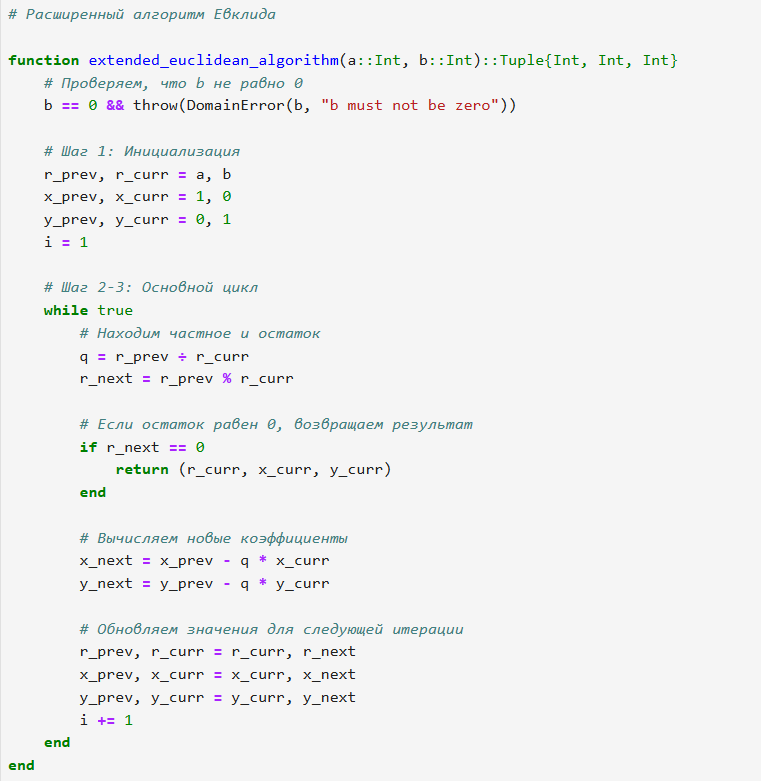 # Расширенный алгоритм Евклида
function extended_euclidean_algorithm(a::Int, b::Int)::Tuple{Int, Int, Int}
    # Проверяем, что b не равно 0
    b == 0 && throw(DomainError(b, "b must not be zero"))
    # Шаг 1: Инициализация
    r_prev, r_curr = a, b
    x_prev, x_curr = 1, 0
    y_prev, y_curr = 0, 1
    i = 1
    # Шаг 2-3: Основной цикл
    while true
        # Находим частное и остаток
        q = r_prev ÷ r_curr
        r_next = r_prev % r_curr
        # Если остаток равен 0, возвращаем результат
        if r_next == 0
            return (r_curr, x_curr, y_curr)
        end
        # Вычисляем новые коэффициенты
        x_next = x_prev - q * x_curr
        y_next = y_prev - q * y_curr
        # Обновляем значения для следующей итерации
        r_prev, r_curr = r_curr, r_next
        x_prev, x_curr = x_curr, x_next
        y_prev, y_curr = y_curr, y_next
        i += 1
    end
end